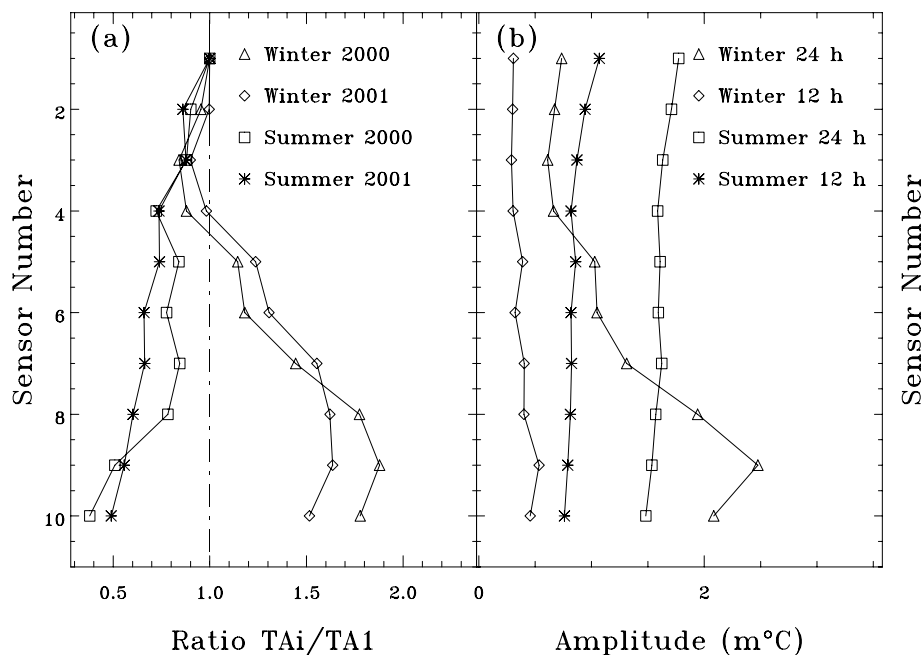 (a)
Winter 2000
Winter 2001
Summer 2000
Summer 2001
Sensor Number
2
4
6
8
10
0.5
1.0
1.5
2.0
Ratio TAi/TA1
(b)
Winter 24 h
Winter 12 h
Summer 24 h
Summer 12 h
0
2
Amplitude (m°C)
Sensor Number